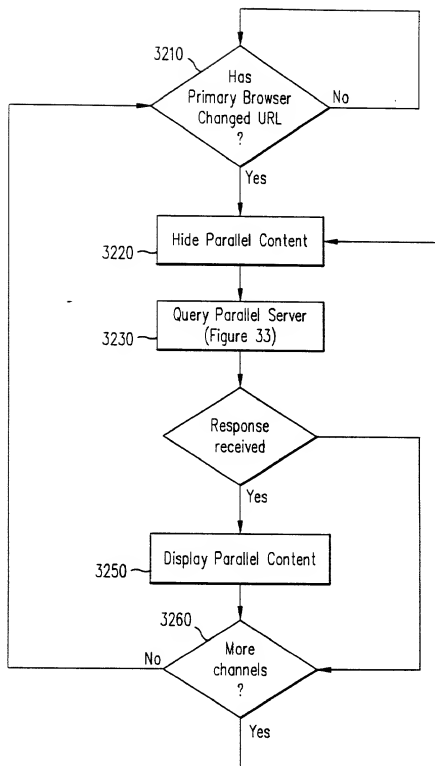 3210
Has
Primary Browser
Changed URL
?
No
Yes
Hide Parallel Content
3220
Query Parallel Server
(Figure 33)
3230
Response
received
Yes
Display Parallel Content
3250
3260
More
channels
?
No
Yes